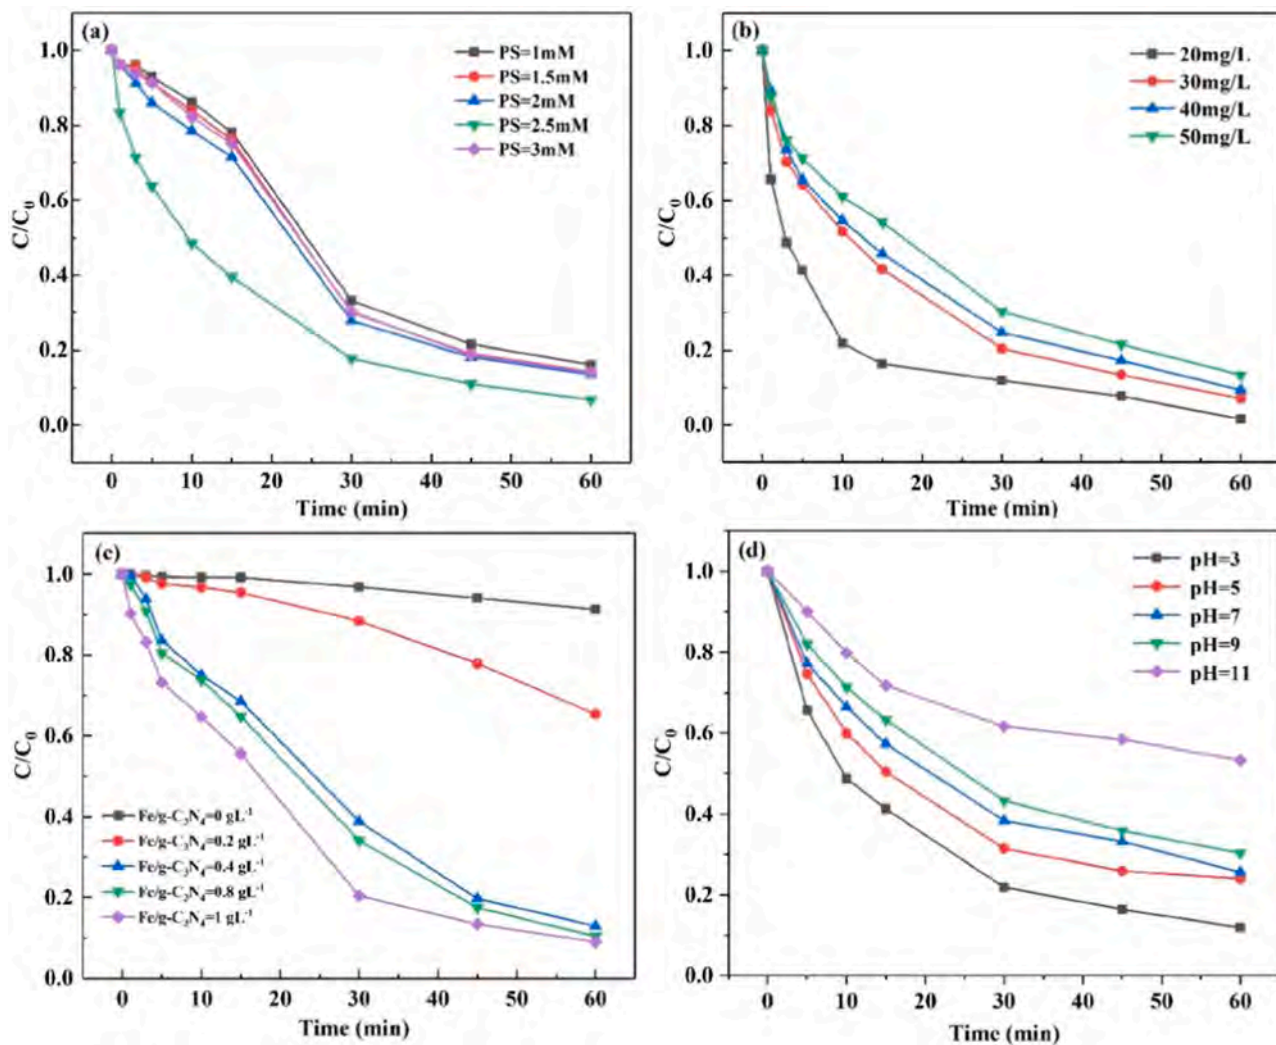 (a)
PS=1mM
PS=1.5mM
PS=2mM
PS=2.5mM
PS=3mM
C/C₀
1.0
0.8
0.6
0.4
0.2
0.0
0 10 20 30 40 50 60
Time (min)
(b)
20mg/L
30mg/L
40mg/L
50mg/L
C/C₀
1.0
0.8
0.6
0.4
0.2
0.0
0 10 20 30 40 50 60
Time (min)
(c)
C/C₀
1.0
0.8
0.6
0.4
0.2
0.0
Fe/g-C₃N₄=0 gL⁻¹
Fe/g-C₃N₄=0.2 gL⁻¹
Fe/g-C₃N₄=0.4 gL⁻¹
Fe/g-C₃N₄=0.8 gL⁻¹
Fe/g-C₃N₄=1 gL⁻¹
0 10 20 30 40 50 60
Time (min)
(d)
pH=3
pH=5
pH=7
pH=9
pH=11
C/C₀
1.0
0.8
0.6
0.4
0.2
0.0
0 10 20 30 40 50 60
Time (min)